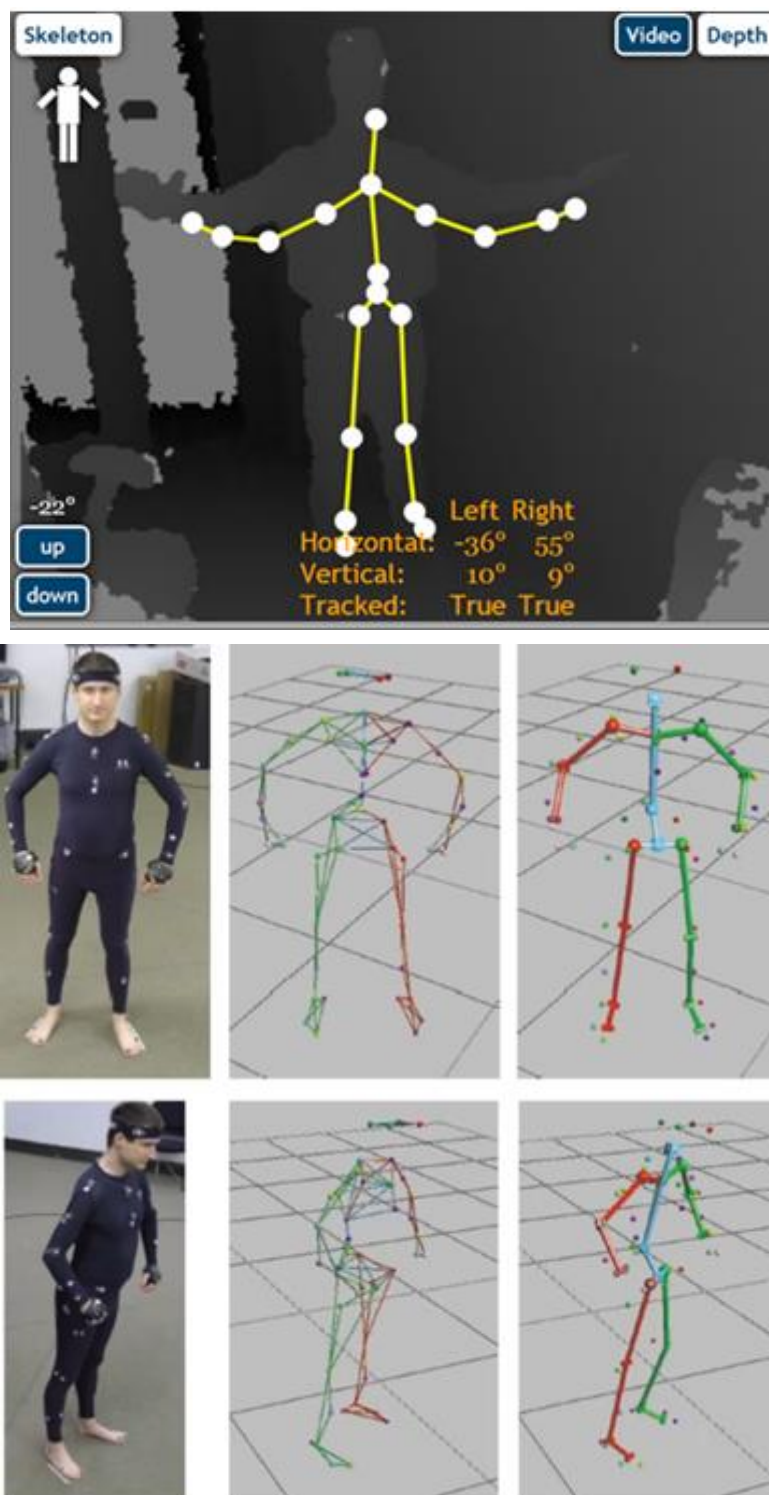 Skeleton
Video Depth
-22°
up
down
Left Right
Horizontal: -36° 55°
Vertical: 10° 9°
Tracked: True True